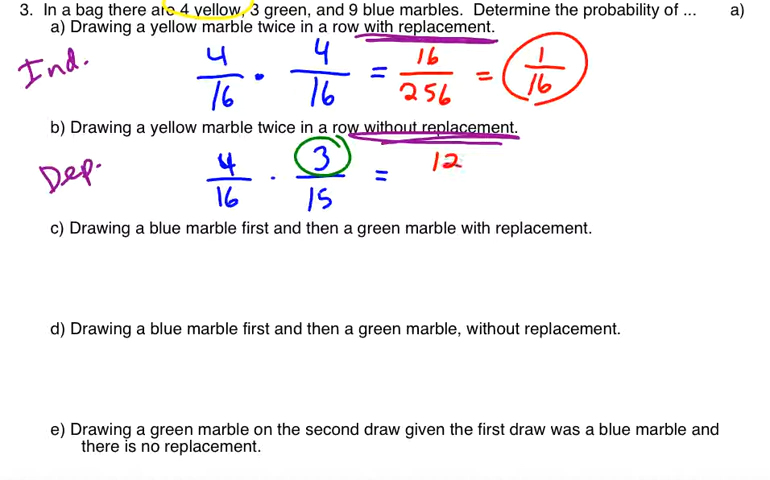 3. In a bag there are 4 yellow, 3 green, and 9 blue marbles. Determine the probability of ... a)
a) Drawing a yellow marble twice in a row with replacement.
Ind. 4/16 · 4/16 = 16/256 = 1/16
b) Drawing a yellow marble twice in a row without replacement.
Dep. 4/16 · 3/15 = 12
c) Drawing a blue marble first and then a green marble with replacement.
d) Drawing a blue marble first and then a green marble, without replacement.
e) Drawing a green marble on the second draw given the first draw was a blue marble and
there is no replacement.